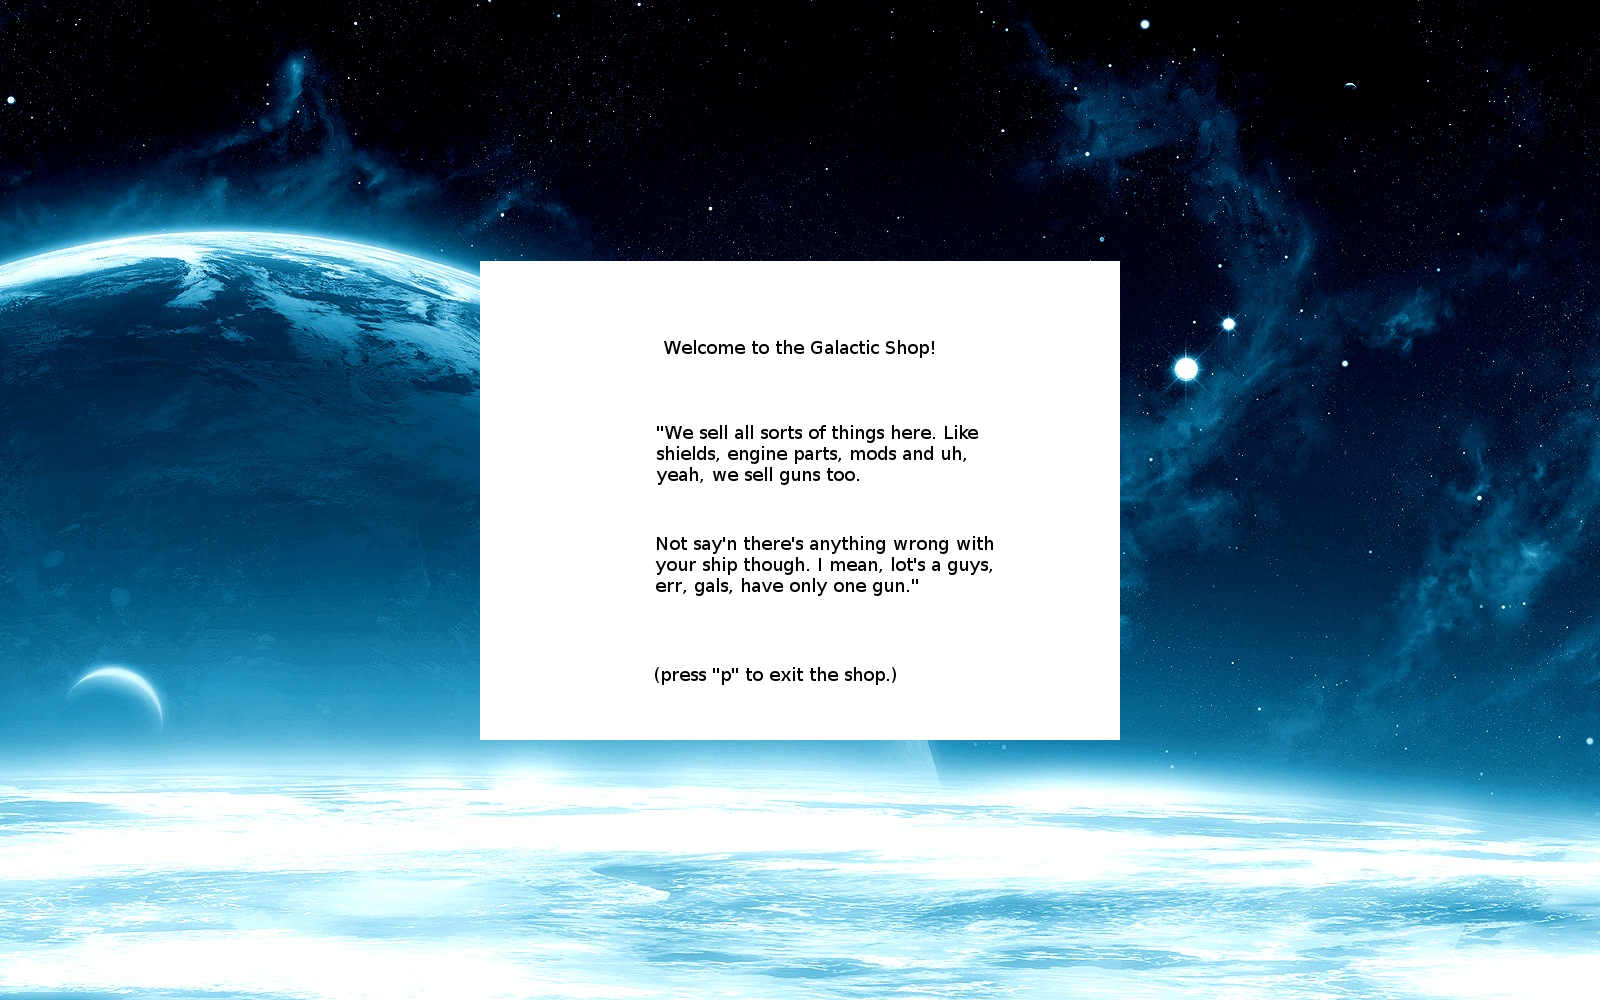 Welcome to the Galactic Shop!
"We sell all sorts of things here. Like
shields, engine parts, mods and uh,
yeah, we sell guns too.
Not say'n there's anything wrong with
your ship though. I mean, lot's a guys,
err, gals, have only one gun."
(press "p" to exit the shop.)